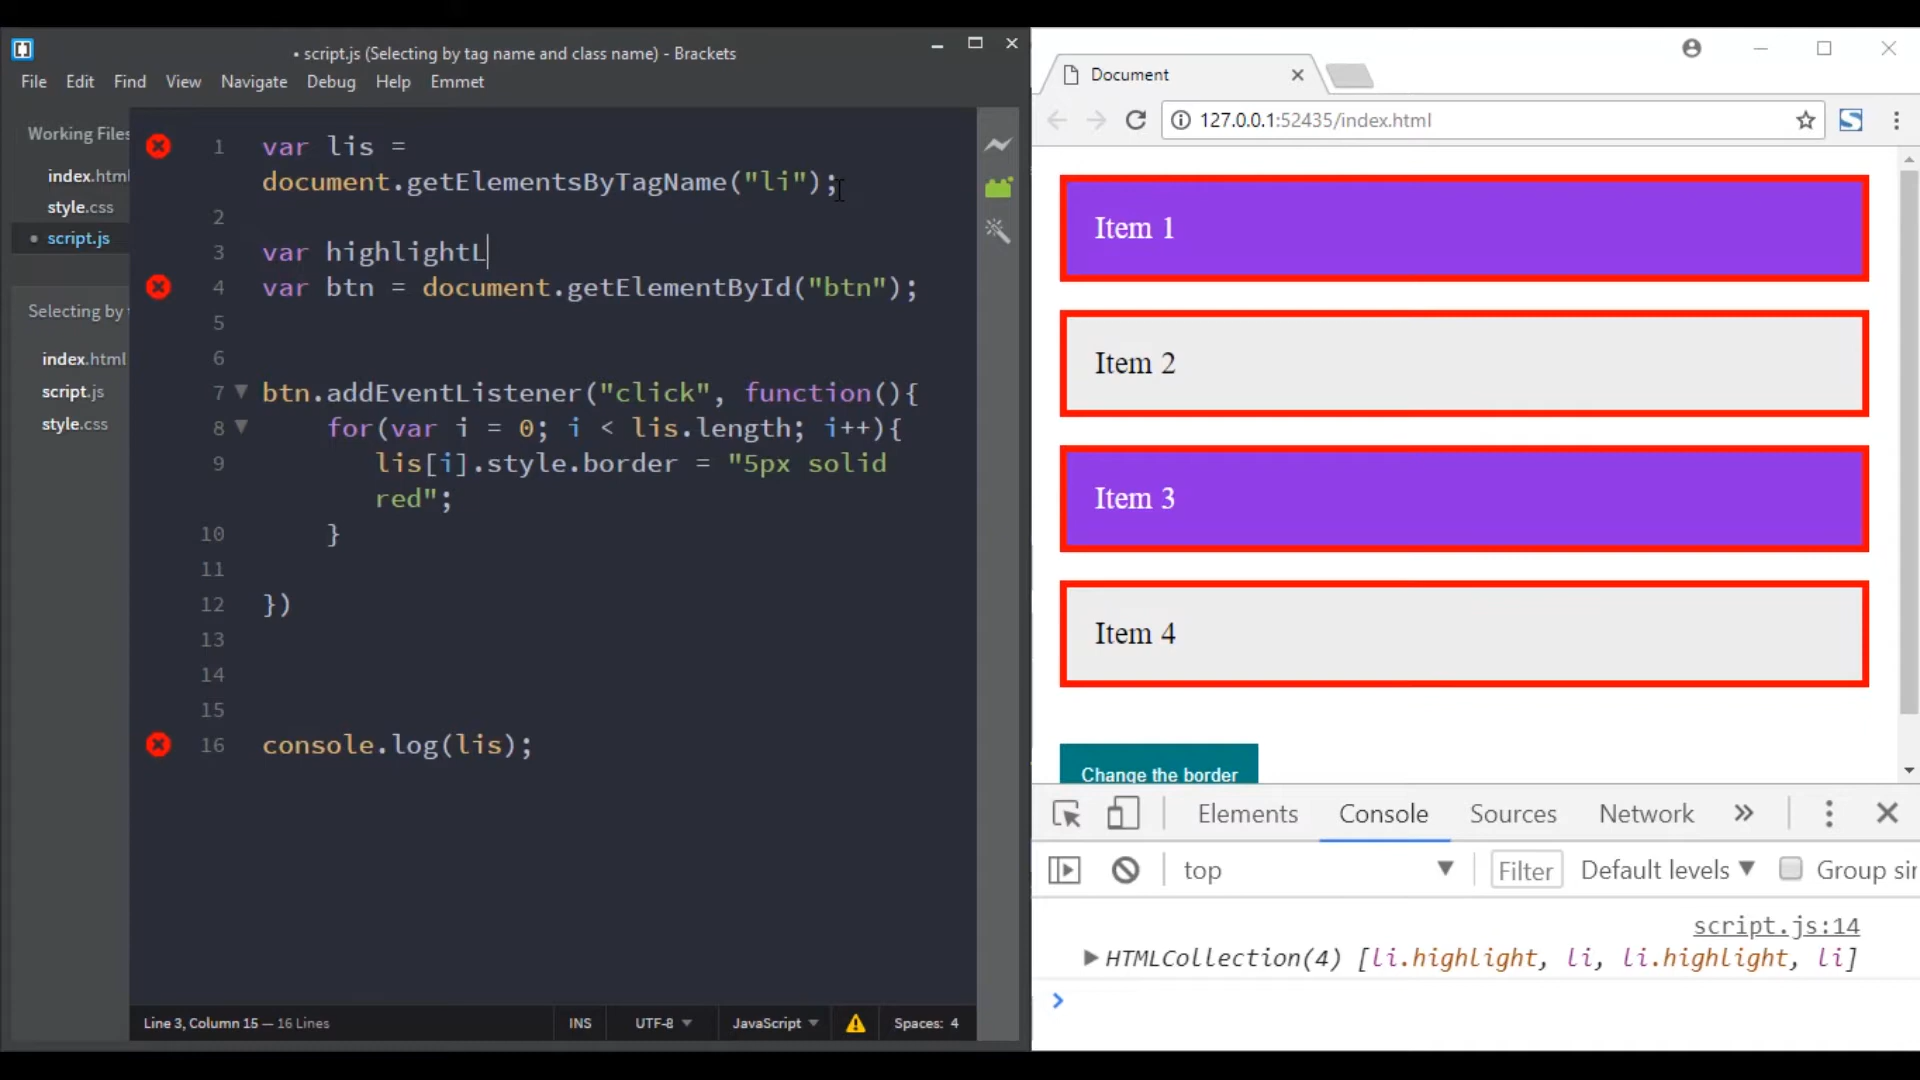 • script.js (Selecting by tag name and class name) - Brackets
File Edit Find View Navigate Debug Help Emmet
Working Files
index.html
style.css
• script.js
Selecting by
index.html
script.js
style.css
1 var lis =
document.getElementsByTagName("li");
2
3 var highlightL
4 var btn = document.getElementById("btn");
5
6
7 btn.addEventListener("click", function(){
8 for(var i = 0; i < lis.length; i++){
9 lis[i].style.border = "5px solid
red";
10 }
11
12 })
13
14
15
16 console.log(lis);
Line 3, Column 15 — 16 Lines
INS UTF-8 JavaScript Spaces: 4
Document
127.0.0.1:52435/index.html
Item 1
Item 2
Item 3
Item 4
Change the border
Elements Console Sources Network »
top Filter Default levels Group sir
script.js:14
HTMLCollection(4) [li.highlight, li, li.highlight, li]